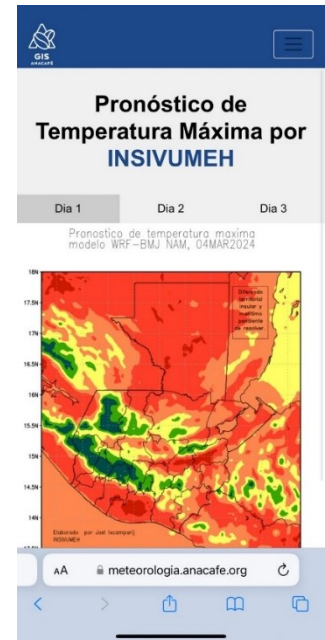 GIS
ANACAFÉ
Pronóstico de
Temperatura Máxima por
INSIVUMEH
Dia 1
Dia 2
Dia 3
Pronostico de temperatura maxima
modelo WRF-BMJ NAM, 04MAR2024
18N
17.5N
17N
16.5N
16N
15.5N
15N
14.5N
14N
Diferendo
territorial
insular y
maritimo
pendiente
de resolver
Elaborado por Joel
INSIVUMEH
AA
meteorologia.anacafe.org